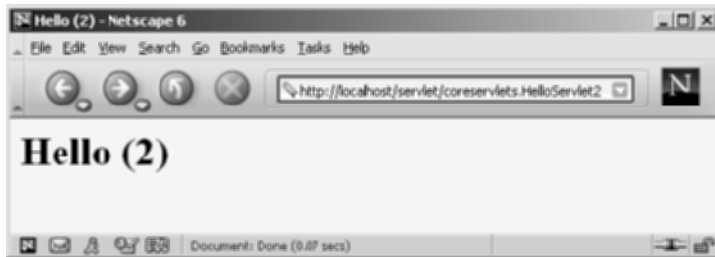 Hello (2) - Netscape 6
File Edit View Search Go Bookmarks Tasks Help
http://localhost/servlet/coreservlets.HelloServlet2
N
Hello (2)
Document: Done (0.07 secs)